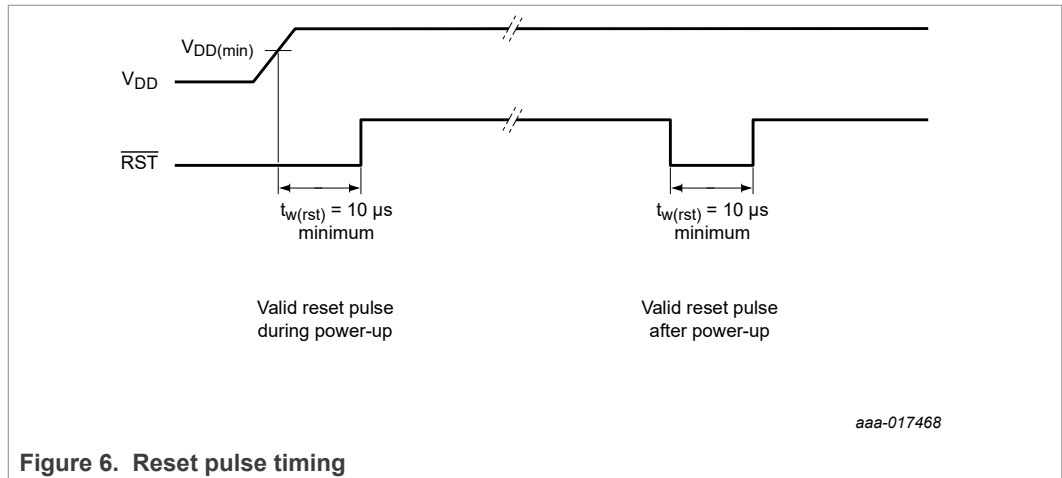 VDD(min)
VDD
RST
tw(rst) = 10 µs
minimum
tw(rst) = 10 µs
minimum
Valid reset pulse
during power-up
Valid reset pulse
after power-up
aaa-017468
Figure 6. Reset pulse timing